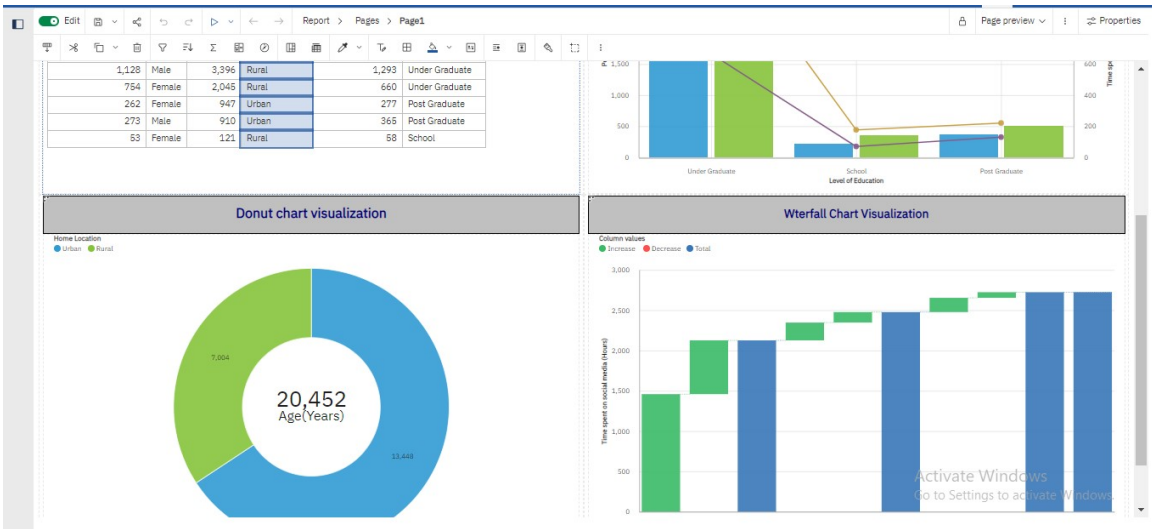 Edit Report > Pages > Page1 Page preview Properties
1,128 Male 3,396 Rural 1,293 Under Graduate
754 Female 2,045 Rural 660 Under Graduate
262 Female 947 Urban 277 Post Graduate
273 Male 910 Urban 365 Post Graduate
53 Female 121 Rural 58 School
1,500
1,000
500
0
600
400
200
0
Time sp
Under Graduate School Post Graduate
Level of Education
Donut chart visualization
Home Location
Urban Rural
7,004
20,452
Age(Years)
13,448
Wterfall Chart Visualization
Column values
Increase Decrease Total
Time spent on social media (Hours)
3,000
2,500
2,000
1,500
1,000
500
0
Activate Windows
Go to Settings to activate Windows.